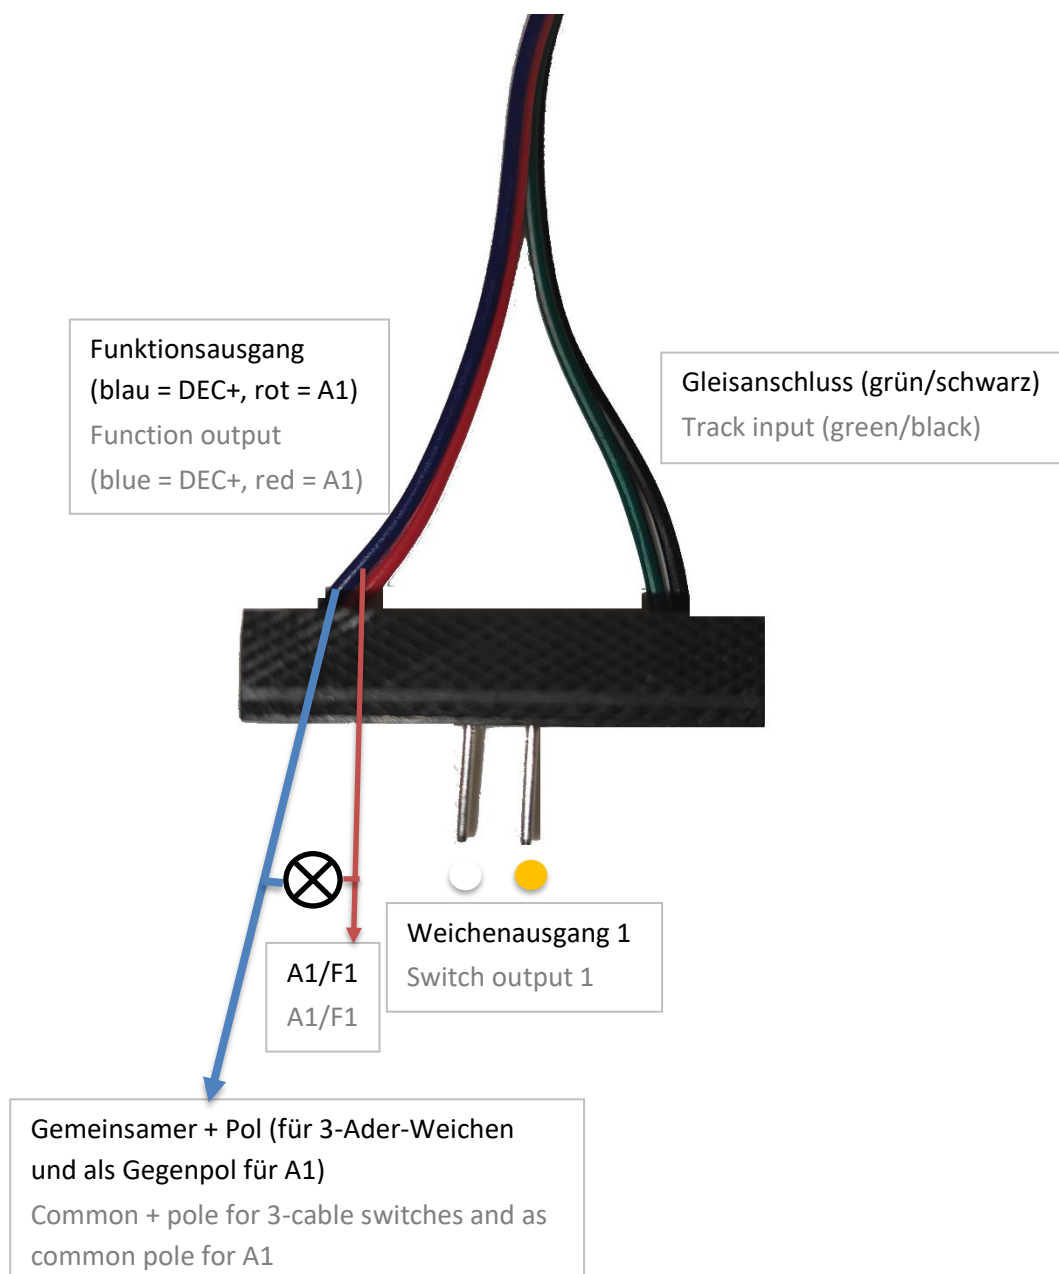 Funktionsausgang
(blau = DEC+, rot = A1)
Function output
(blue = DEC+, red = A1)
Gleisanschluss (grün/schwarz)
Track input (green/black)
Weichenausgang 1
Switch output 1
A1/F1
A1/F1
Gemeinsamer + Pol (für 3-Ader-Weichen
und als Gegenpol für A1)
Common + pole for 3-cable switches and as
common pole for A1